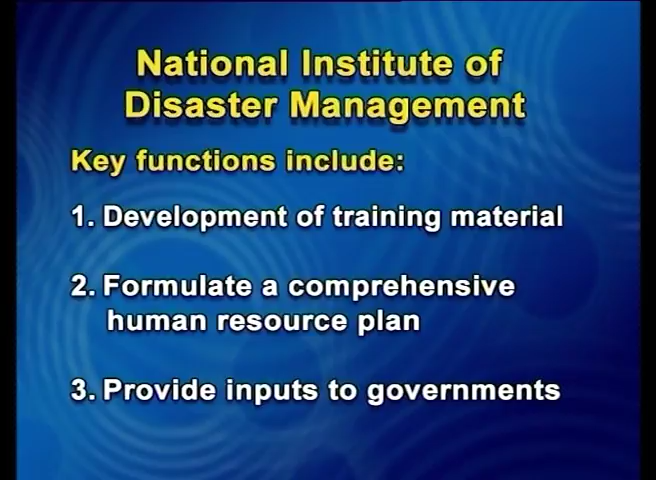 National Institute of
Disaster Management
Key functions include:
1. Development of training material
2. Formulate a comprehensive
human resource plan
3. Provide inputs to governments